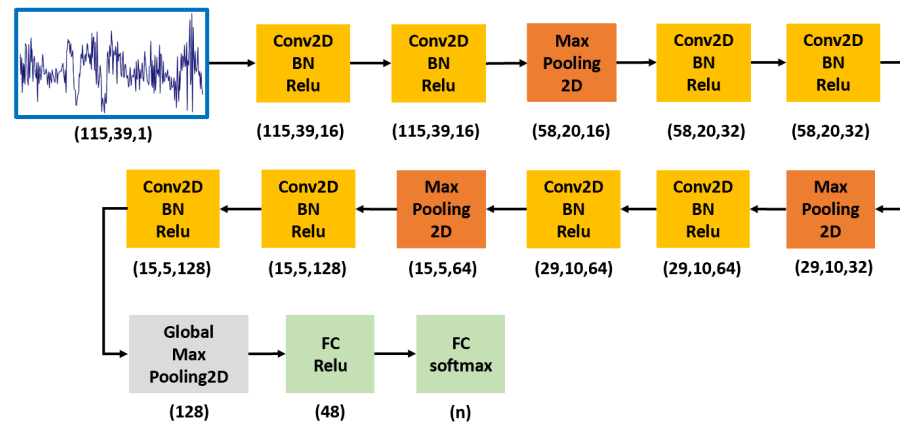 Conv2D
BN
Relu
Conv2D
BN
Relu
Max
Pooling
2D
Conv2D
BN
Relu
Conv2D
BN
Relu
(115,39,1)
(115,39,16)
(115,39,16)
(58,20,16)
(58,20,32)
(58,20,32)
Conv2D
BN
Relu
Conv2D
BN
Relu
Max
Pooling
2D
Conv2D
BN
Relu
Conv2D
BN
Relu
Max
Pooling
2D
(15,5,128)
(15,5,128)
(15,5,64)
(29,10,64)
(29,10,64)
(29,10,32)
Global
Max
Pooling2D
FC
Relu
FC
softmax
(128)
(48)
(n)